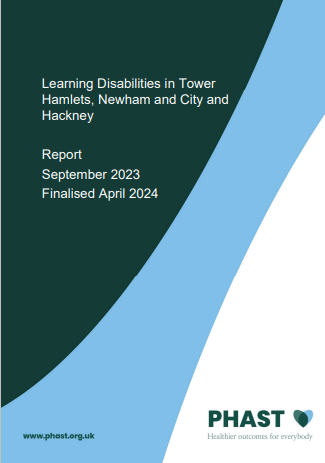 Learning Disabilities in Tower
Hamlets, Newham and City and
Hackney
Report
September 2023
Finalised April 2024
PHAST
www.phast.org.uk
Healthier outcomes for everybody